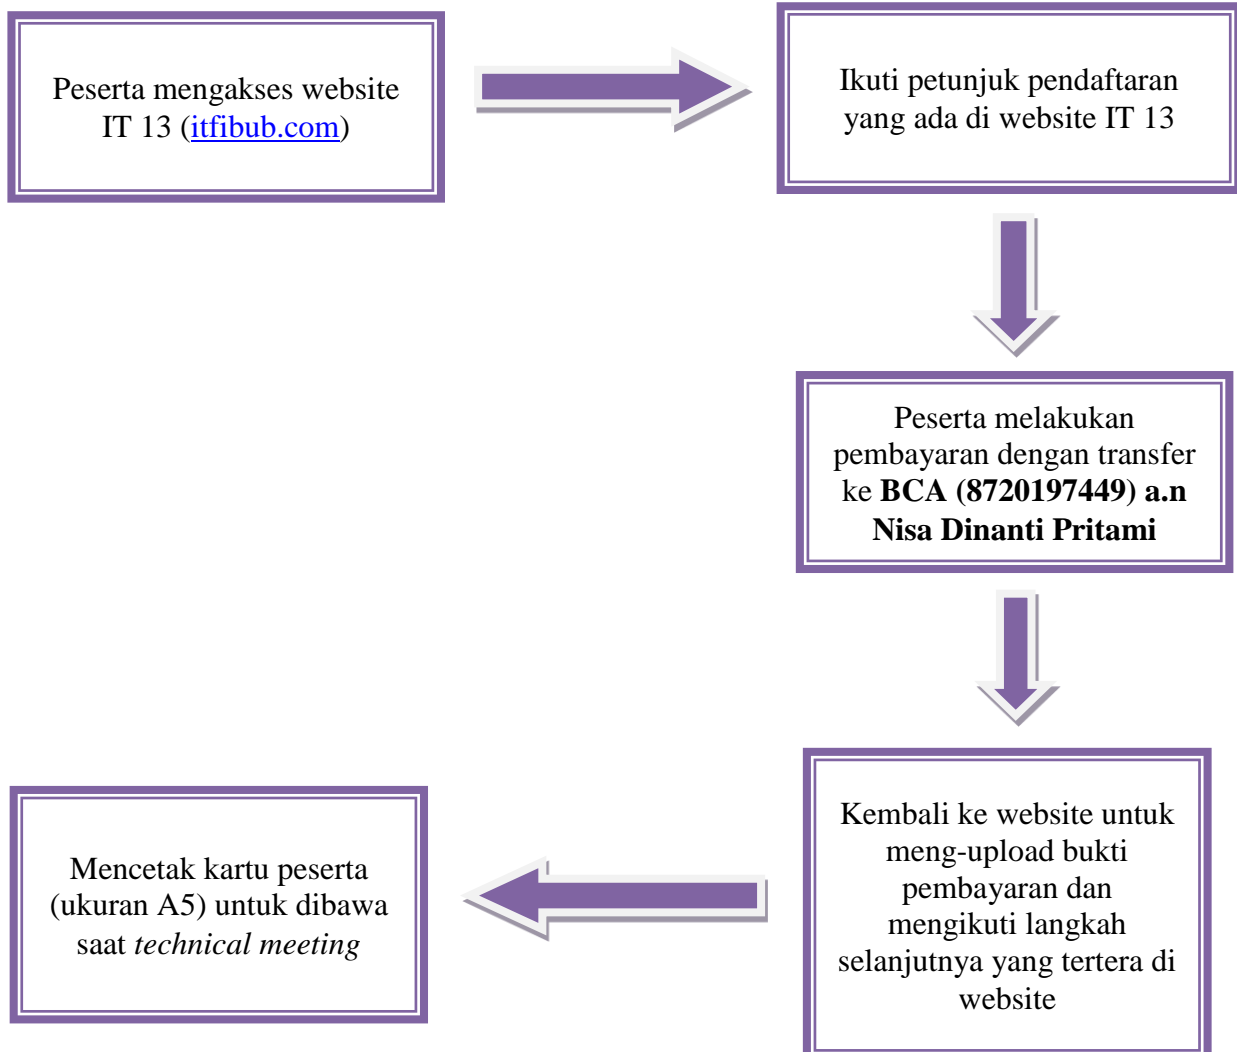 Peserta mengakses website
IT 13 (itfibub.com)
Ikuti petunjuk pendaftaran
yang ada di website IT 13
Peserta melakukan
pembayaran dengan transfer
ke BCA (8720197449) a.n
Nisa Dinanti Pritami
Kembali ke website untuk
meng-upload bukti
pembayaran dan
mengikuti langkah
selanjutnya yang tertera di
website
Mencetak kartu peserta
(ukuran A5) untuk dibawa
saat technical meeting